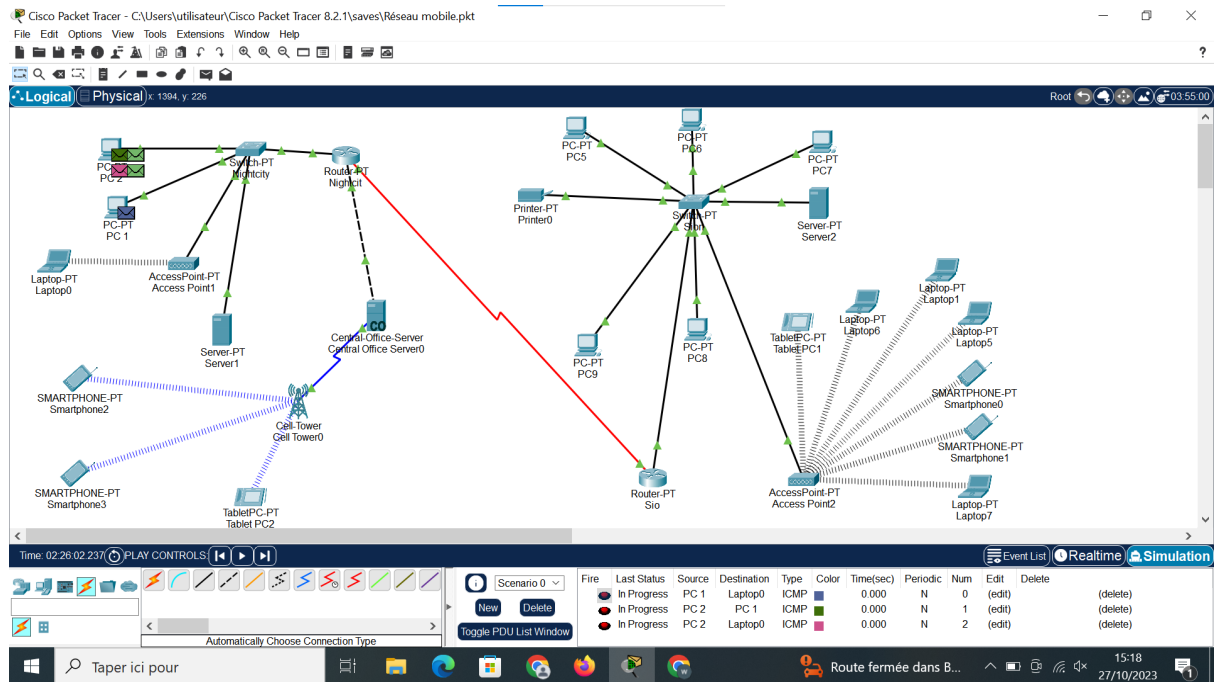 Cisco Packet Tracer - C:\Users\utilisateur\Cisco Packet Tracer 8.2.1\saves\Réseau mobile.pkt
File Edit Options View Tools Extensions Window Help
?
Logical Physical x: 1394, y: 226 Root 03:55:00
PC-PT
PC 2
PC-PT
PC 1
Switch-PT
Nightcity
Router-PT
Nightcit
Laptop-PT
Laptop0
AccessPoint-PT
Access Point1
Server-PT
Server1
CO
Central-Office-Server
Central Office Server0
SMARTPHONE-PT
Smartphone2
Cell-Tower
Cell Tower0
SMARTPHONE-PT
Smartphone3
TabletPC-PT
Tablet PC2
PC-PT
PC5
PC-PT
PC6
PC-PT
PC7
Printer-PT
Printer0
Switch-PT
Sion
Server-PT
Server2
PC-PT
PC9
PC-PT
PC8
TabletPC-PT
Tablet PC1
Laptop-PT
Laptop6
Laptop-PT
Laptop1
Laptop-PT
Laptop5
SMARTPHONE-PT
Smartphone0
SMARTPHONE-PT
Smartphone1
Laptop-PT
Laptop7
Router-PT
Sio
AccessPoint-PT
Access Point2
Time: 02:26:02.237 PLAY CONTROLS: Event List Realtime Simulation
Automatically Choose Connection Type
Scenario 0
New Delete
Toggle PDU List Window
Fire Last Status Source Destination Type Color Time(sec) Periodic Num Edit Delete
In Progress PC 1 Laptop0 ICMP 0.000 N 0 (edit) (delete)
In Progress PC 2 PC 1 ICMP 0.000 N 1 (edit) (delete)
In Progress PC 2 Laptop0 ICMP 0.000 N 2 (edit) (delete)
Taper ici pour
Route fermée dans B...
15:18
27/10/2023
1